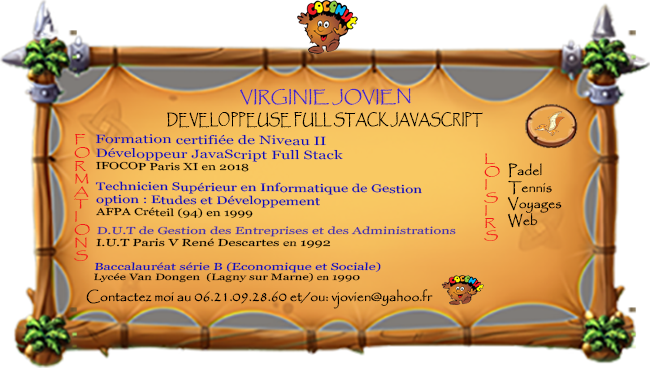 COCONUT
VIRGINIE JOVIEN
DEVELOPPEUSE FULL STACK JAVASCRIPT
FORMATIONS
Formation certifiée de Niveau II
Développeur JavaScript Full Stack
IFOCOP Paris XI en 2018
Technicien Supérieur en Informatique de Gestion
option : Etudes et Développement
AFPA Créteil (94) en 1999
D.U.T de Gestion des Entreprises et des Administrations
I.U.T Paris V René Descartes en 1992
Baccalauréat série B (Economique et Sociale)
Lycée Van Dongen (Lagny sur Marne) en 1990
LOISIRS
Padel
Tennis
Voyages
Web
Contactez moi au 06.21.09.28.60 et/ou: vjovien@yahoo.fr
COCONUT